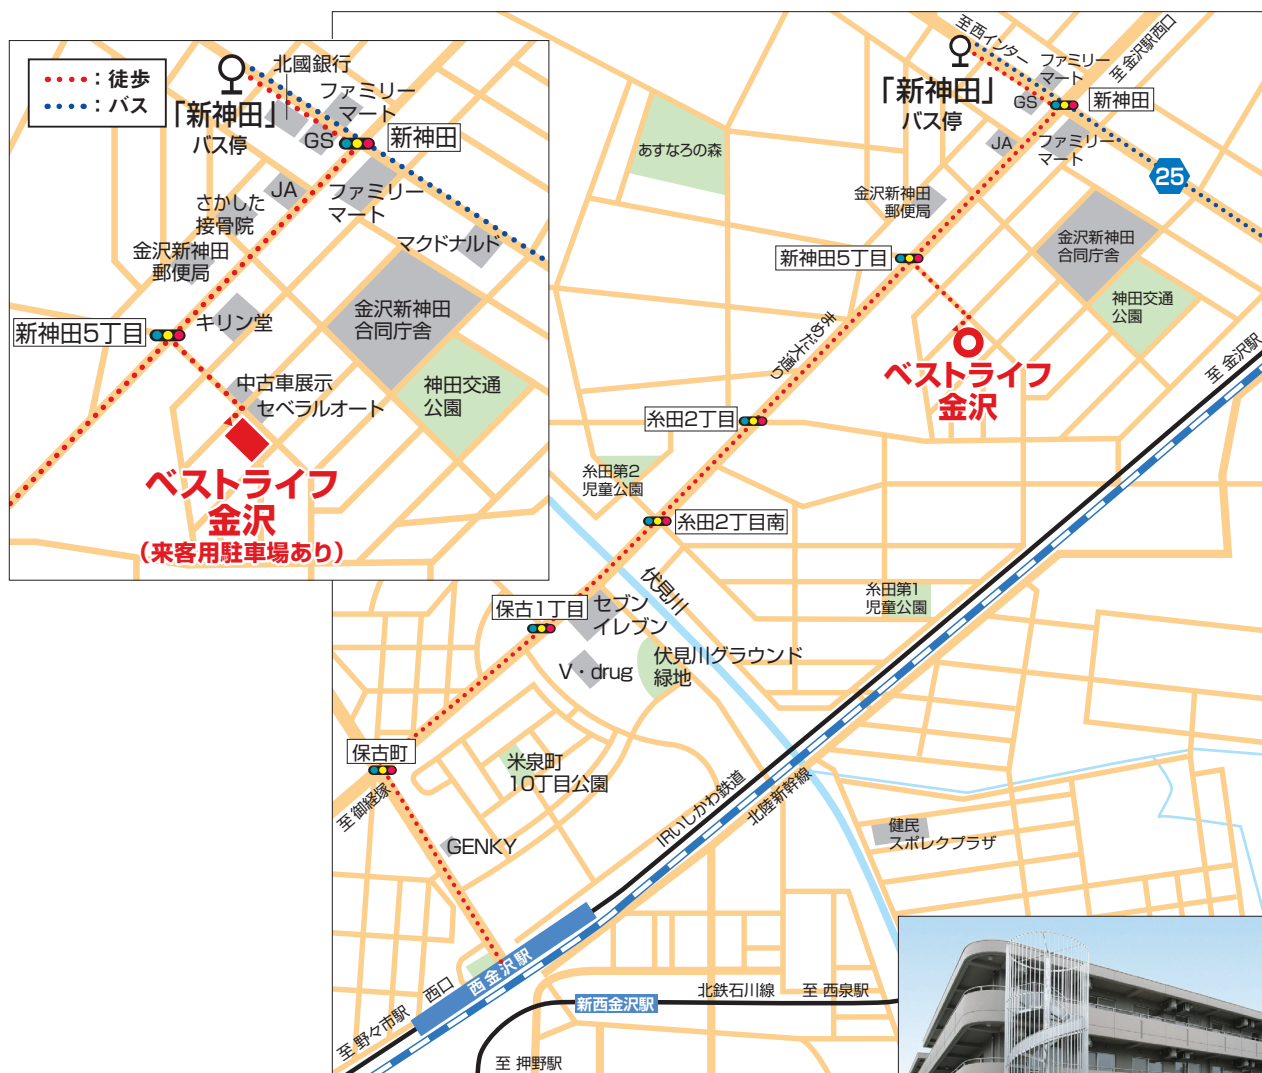 ：徒歩
：バス
北國銀行
ファミリー
マート
「新神田」
バス停
GS
新神田
JA
ファミリー
マート
さかした
接骨院
マクドナルド
金沢新神田
郵便局
キリン堂
金沢新神田
合同庁舎
新神田5丁目
中古車展示
セベラルオート
神田交通
公園
ベストライフ
金沢
（来客用駐車場あり）
至 西インター
至 金沢駅西口
ファミリー
マート
「新神田」
バス停
GS
新神田
JA
ファミリー
マート
25
あすなろの森
金沢新神田
郵便局
新神田5丁目
金沢新神田
合同庁舎
神田交通
公園
まめだ大通り
ベストライフ
金沢
至 金沢駅
糸田2丁目
糸田第2
児童公園
糸田2丁目南
伏見川
糸田第1
児童公園
保古1丁目
セブン
イレブン
V・drug
伏見川グラウンド
緑地
保古町
至 御経塚
米泉町
10丁目公園
GENKY
IRいしかわ鉄道
北陸新幹線
健民
スポレクプラザ
西金沢駅
西口
至 野々市駅
新西金沢駅
北鉄石川線
至 西泉駅
至 押野駅